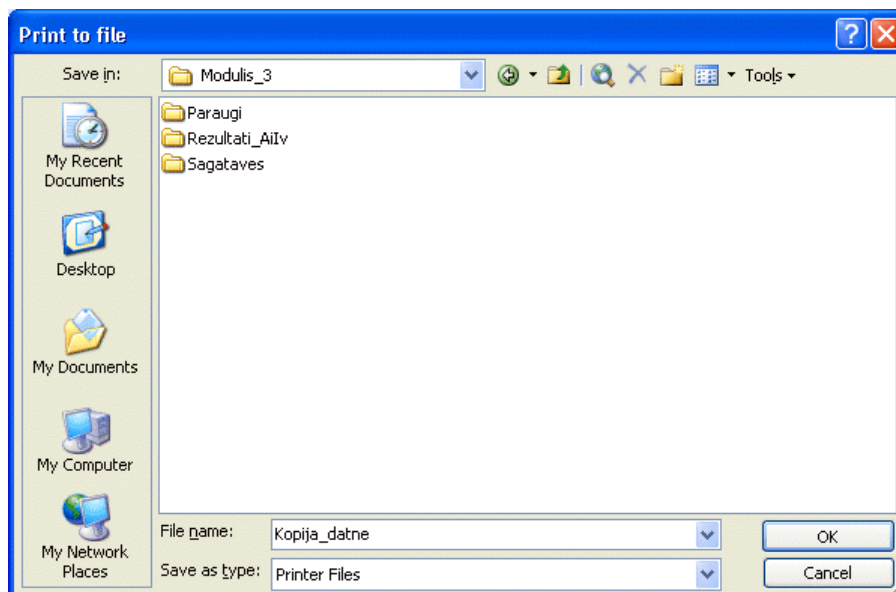 Print to file
Save in:
Modulis_3
Tools
Paraugi
Rezultati_AiIv
Sagataves
My Recent
Documents
Desktop
My Documents
My Computer
My Network
Places
File name:
Kopija_datne
OK
Save as type:
Printer Files
Cancel